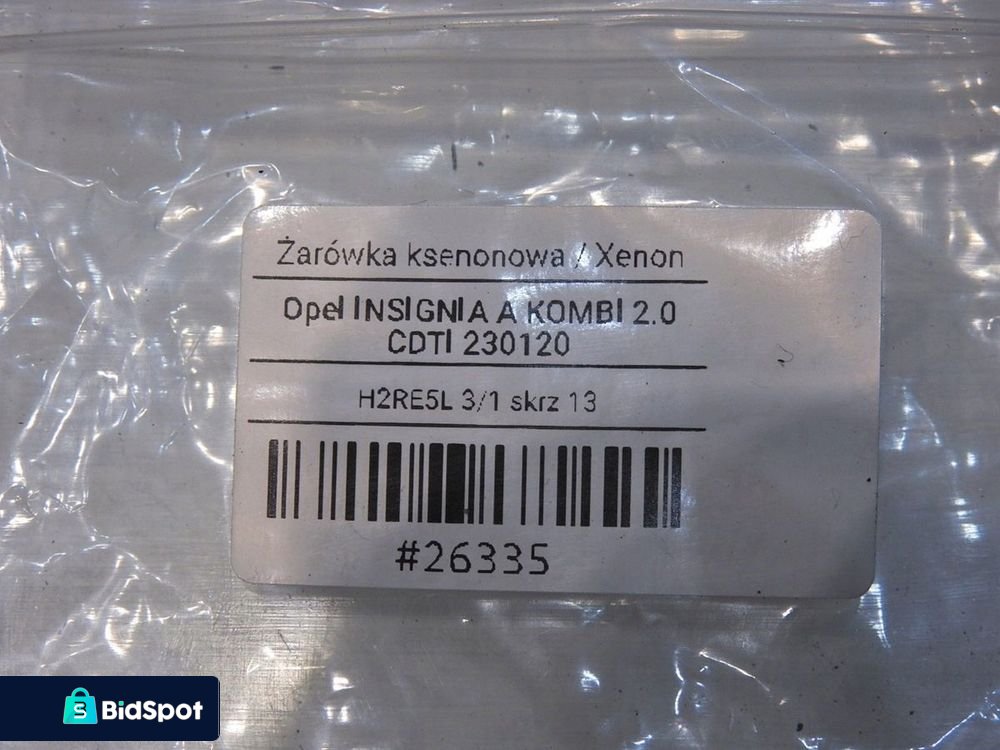 Żarówka ksenonowa / Xenon
Opel INSIGNIA A KOMBI 2.0
CDTI 230120
H2RE5L 3/1 skrz 13
#26335
BidSpot